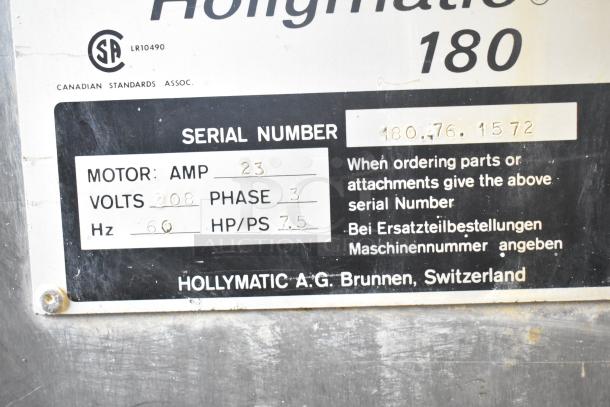 Hollymatic®
180
CSA
LR10490
CANADIAN STANDARDS ASSOC.
SERIAL NUMBER 180.76.1572
MOTOR: AMP 23
VOLTS 208 PHASE 3
Hz 60 HP/PS 7.5
When ordering parts or
attachments give the above
serial Number
Bei Ersatzteilbestellungen
Maschinennummer angeben
HOLLYMATIC A.G. Brunnen, Switzerland